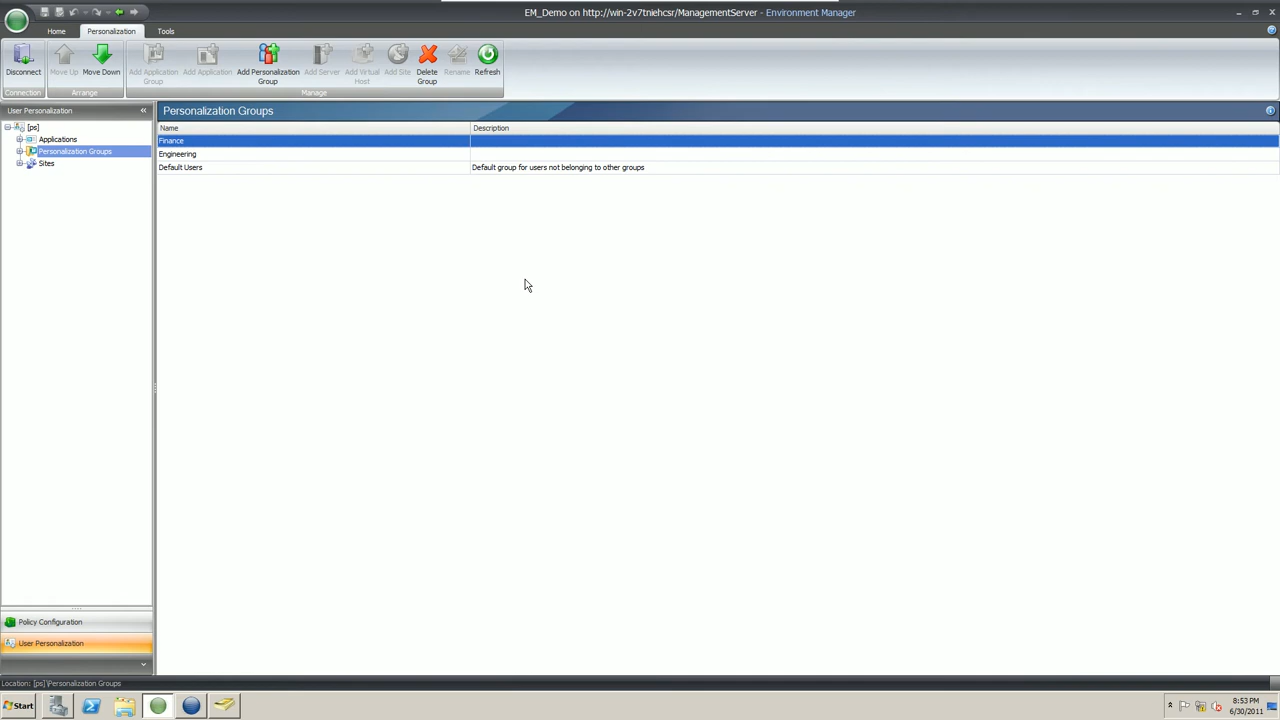 EM_Demo on http://win-2v7tniehcsr/ManagementServer - Environment Manager
Home
Personalization
Tools
Disconnect
Move Up
Move Down
Add Application Group
Add Application
Add Personalization Group
Add Server
Add Virtual Host
Add Site
Delete Group
Rename
Refresh
Connection
Arrange
Manage
User Personalization
Personalization Groups
Name
Description
[ps]
Applications
Personalization Groups
Sites
Finance
Engineering
Default Users
Default group for users not belonging to other groups
Policy Configuration
User Personalization
Location: [ps]\Personalization Groups
Start
8:53 PM
6/30/2011